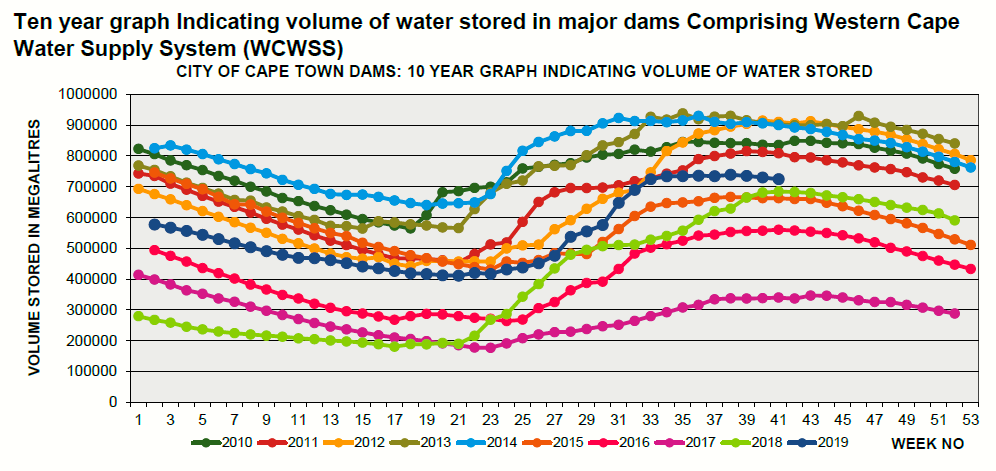 Ten year graph Indicating volume of water stored in major dams Comprising Western Cape
Water Supply System (WCWSS)
CITY OF CAPE TOWN DAMS: 10 YEAR GRAPH INDICATING VOLUME OF WATER STORED
VOLUME STORED IN MEGALITRES
1000000
900000
800000
700000
600000
500000
400000
300000
200000
100000
0
1 3 5 7 9 11 13 15 17 19 21 23 25 27 29 31 33 35 37 39 41 43 45 47 49 51 53
2010 2011 2012 2013 2014 2015 2016 2017 2018 2019 WEEK NO